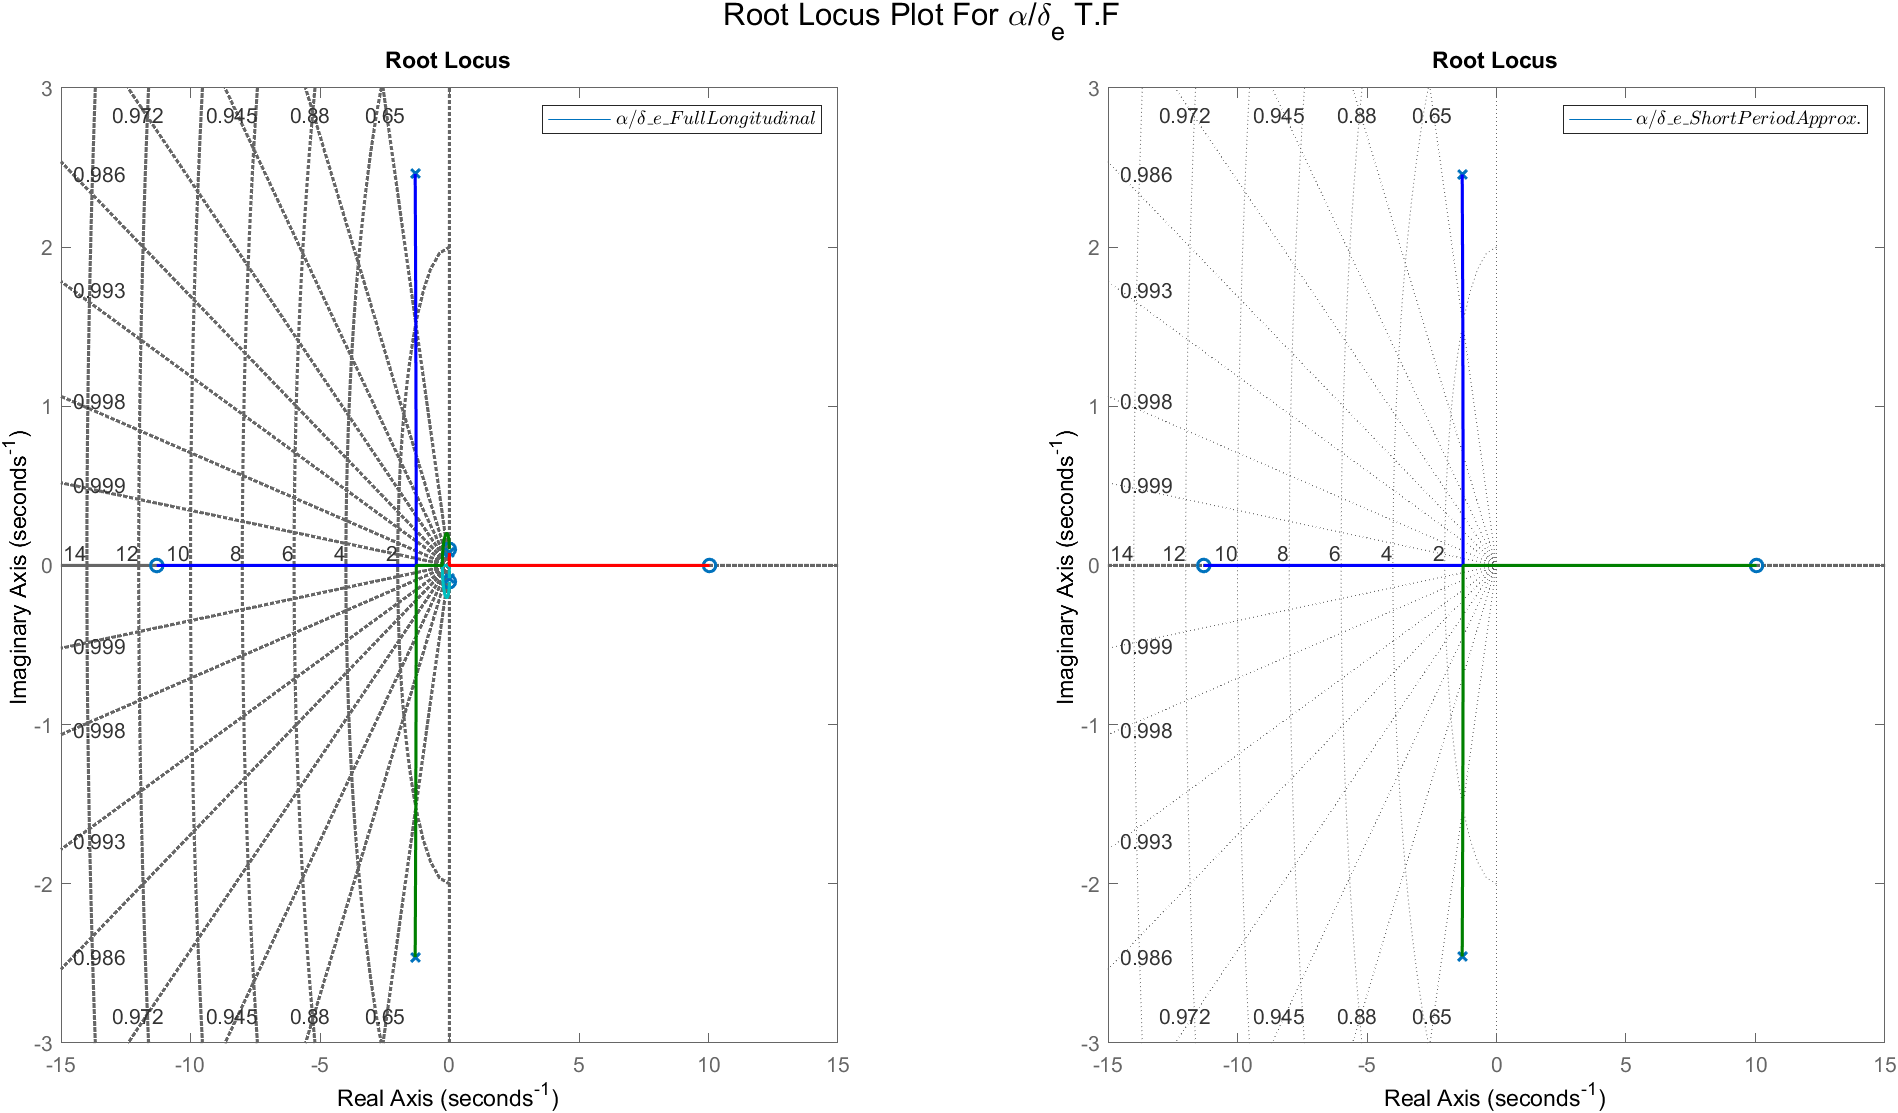 Root Locus Plot For α/δe T.F
Root Locus
α/δ_e_FullLongitudinal
0.972 0.945 0.88 0.65
0.986
0.993
0.998
0.999
14 12 10 8 6 4 2
0.999
0.998
0.993
0.986
0.972 0.945 0.88 0.65
3
2
1
0
-1
-2
-3
-15 -10 -5 0 5 10 15
Real Axis (seconds-1)
Imaginary Axis (seconds-1)
Root Locus
α/δ_e_ShortPeriodApprox.
0.972 0.945 0.88 0.65
0.986
0.993
0.998
0.999
14 12 10 8 6 4 2
0.999
0.998
0.993
0.986
0.972 0.945 0.88 0.65
3
2
1
0
-1
-2
-3
-15 -10 -5 0 5 10 15
Real Axis (seconds-1)
Imaginary Axis (seconds-1)